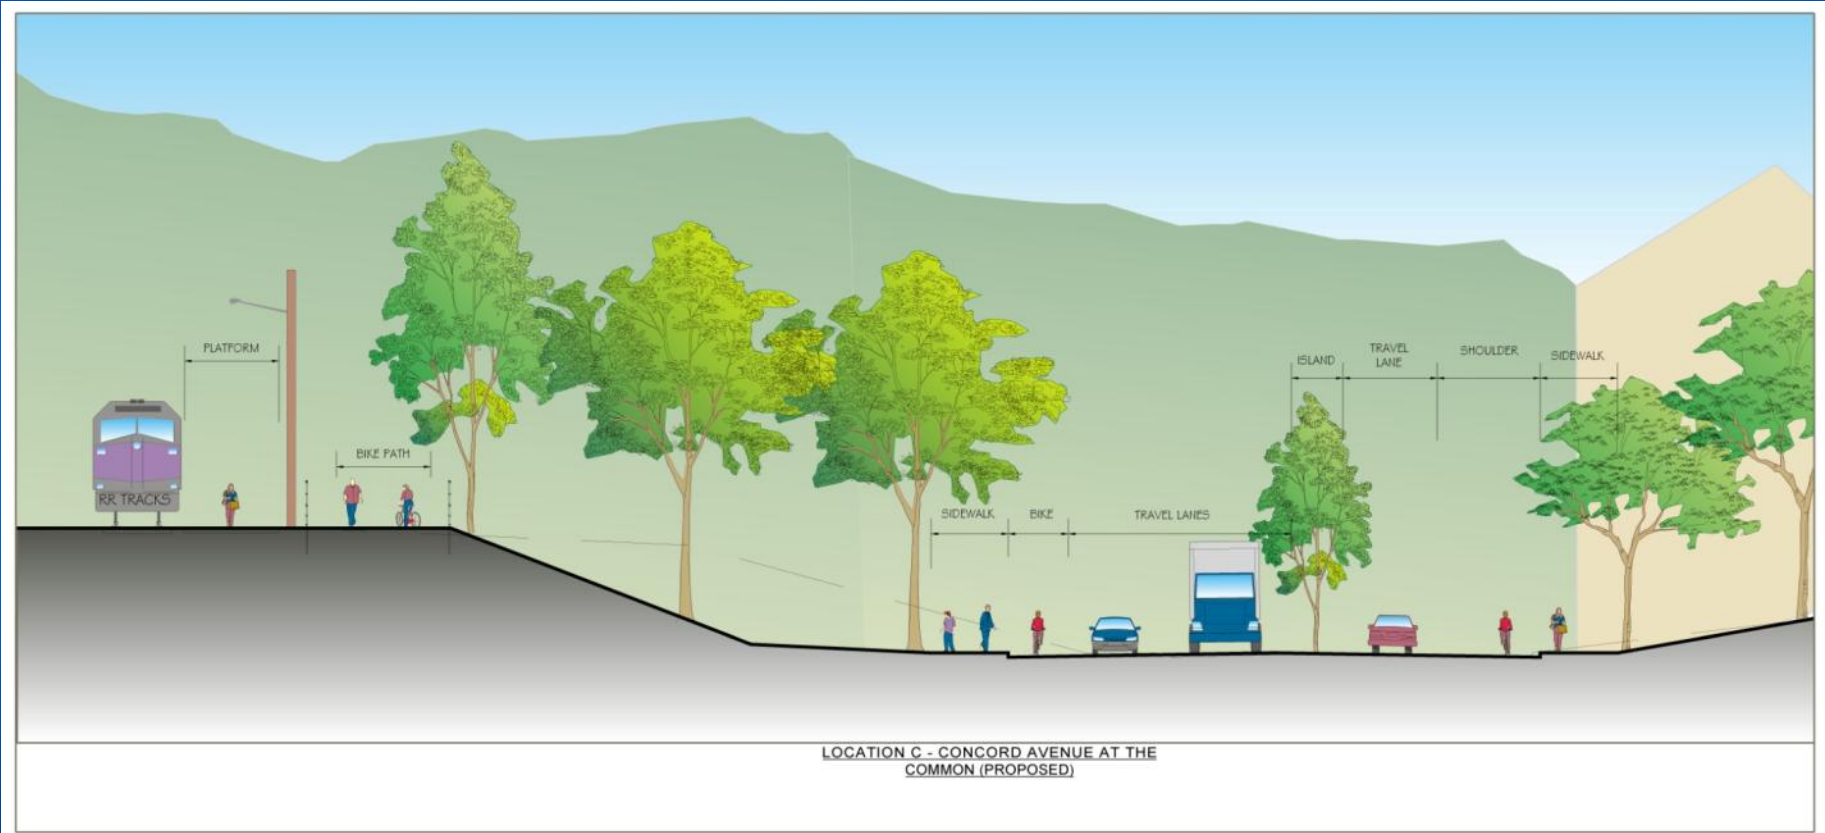 PLATFORM
RR TRACKS
BIKE PATH
SIDEWALK
BIKE
TRAVEL LANES
ISLAND
TRAVEL
LANE
SHOULDER
SIDEWALK
LOCATION C - CONCORD AVENUE AT THE
COMMON (PROPOSED)